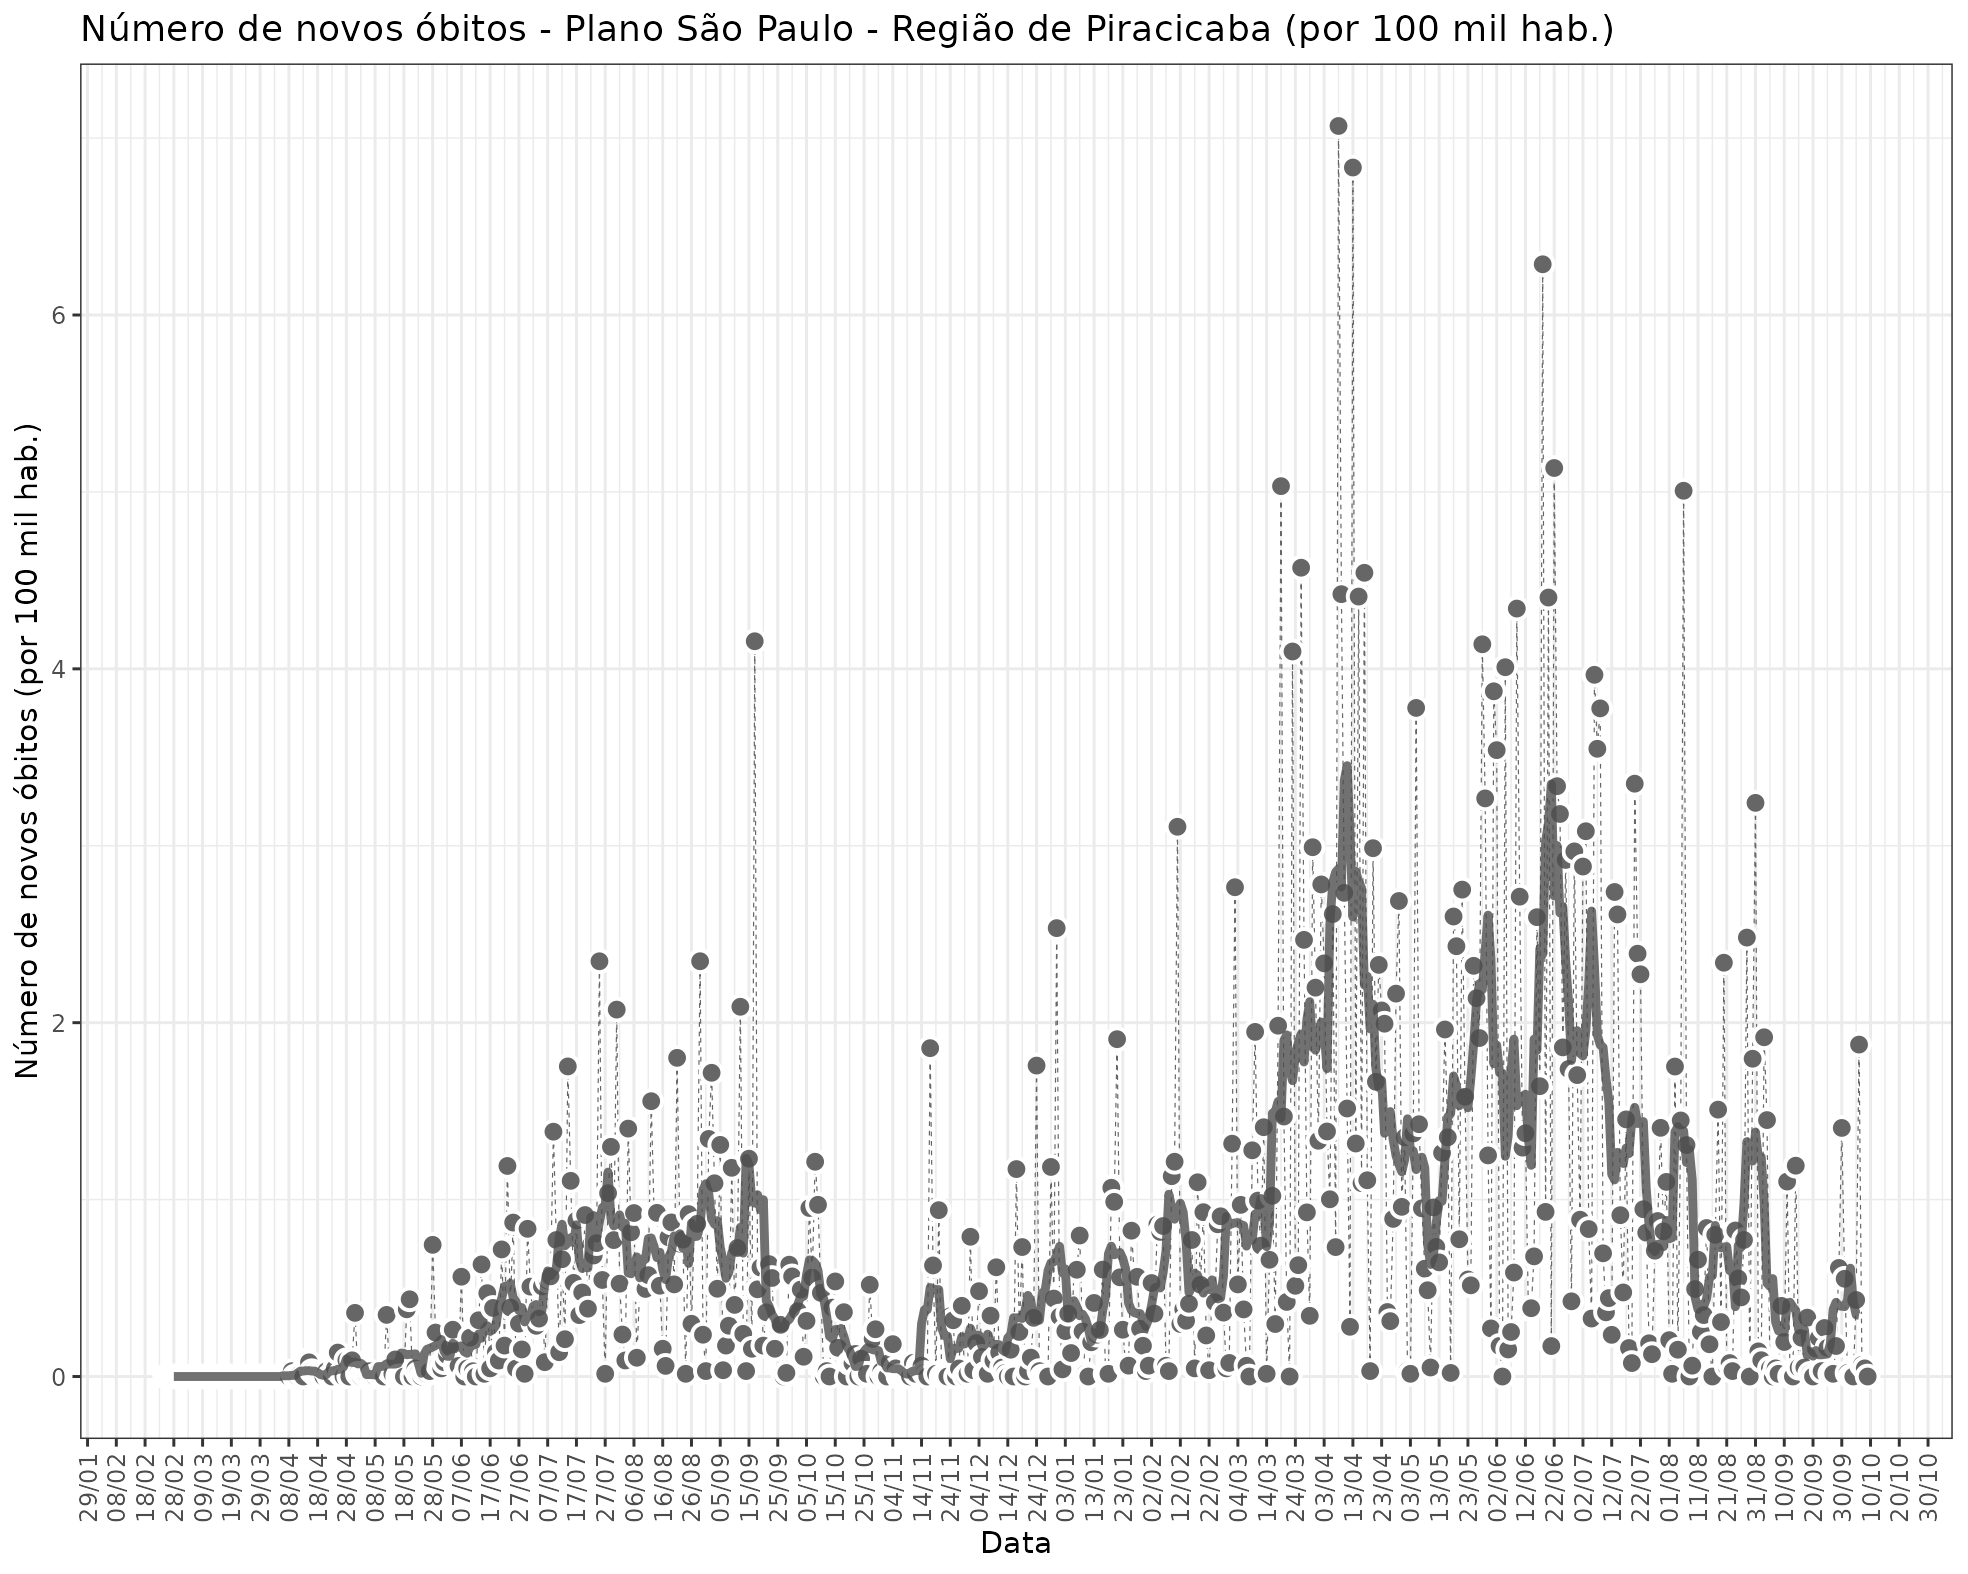 Número de novos óbitos - Plano São Paulo - Região de Piracicaba (por 100 mil hab.)
Número de novos óbitos (por 100 mil hab.)
6
4
2
0
29/01 08/02 18/02 28/02 09/03 19/03 29/03 08/04 18/04 28/04 08/05 18/05 28/05 07/06 17/06 27/06 07/07 17/07 27/07 06/08 16/08 26/08 05/09 15/09 25/09 05/10 15/10 25/10 04/11 14/11 24/11 04/12 14/12 24/12 03/01 13/01 23/01 02/02 12/02 22/02 04/03 14/03 24/03 03/04 13/04 23/04 03/05 13/05 23/05 02/06 12/06 22/06 02/07 12/07 22/07 01/08 11/08 21/08 31/08 10/09 20/09 30/09 10/10 20/10 30/10
Data